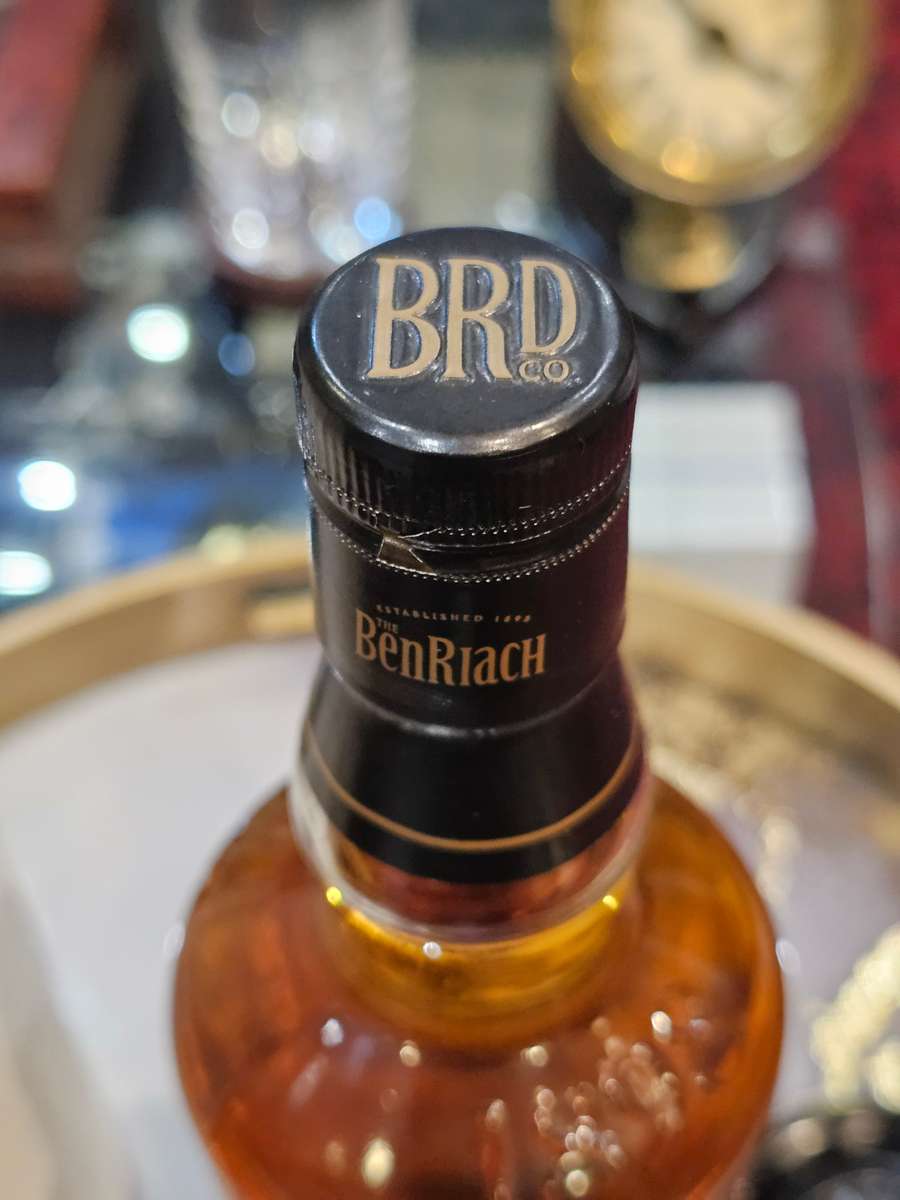 BRD
CO.
ESTABLISHED 1898
THE
BENRIACH